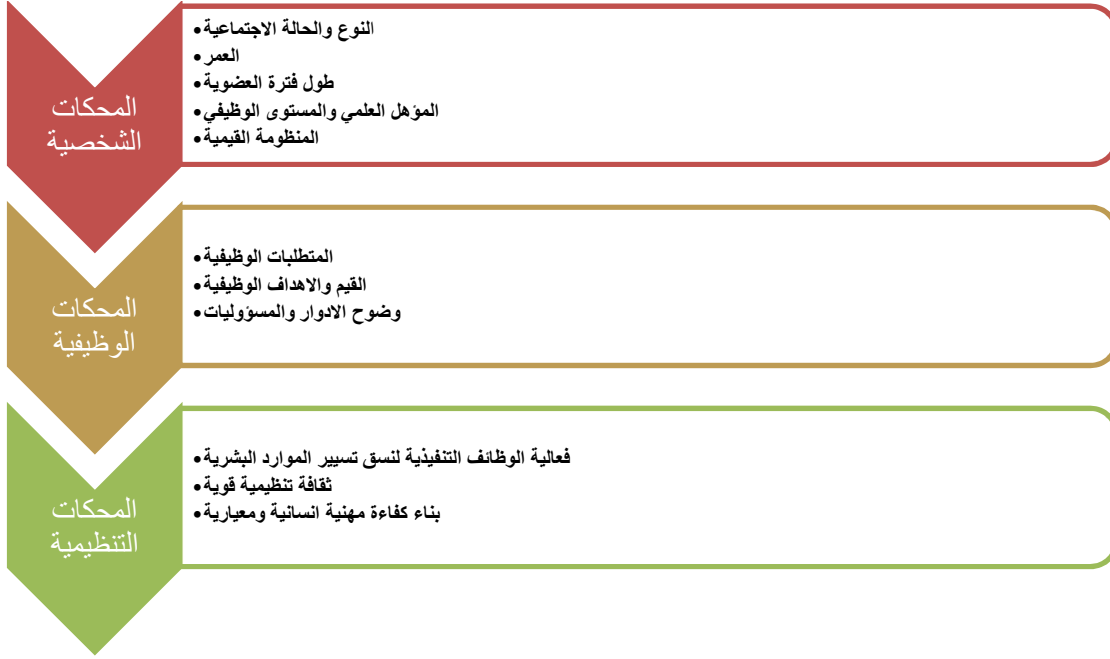 المحكات
الشخصية
النوع والحالة الاجتماعية•
العمر•
طول فترة العضوية•
المؤهل العلمي والمستوى الوظيفي•
المنظومة القيمية•
المحكات
الوظيفية
المتطلبات الوظيفية•
القيم والاهداف الوظيفية•
وضوح الادوار والمسؤوليات•
المحكات
التنظيمية
فعالية الوظائف التنفيذية لنسق تسيير الموارد البشرية•
ثقافة تنظيمية قوية•
بناء كفاءة مهنية انسانية ومعيارية•